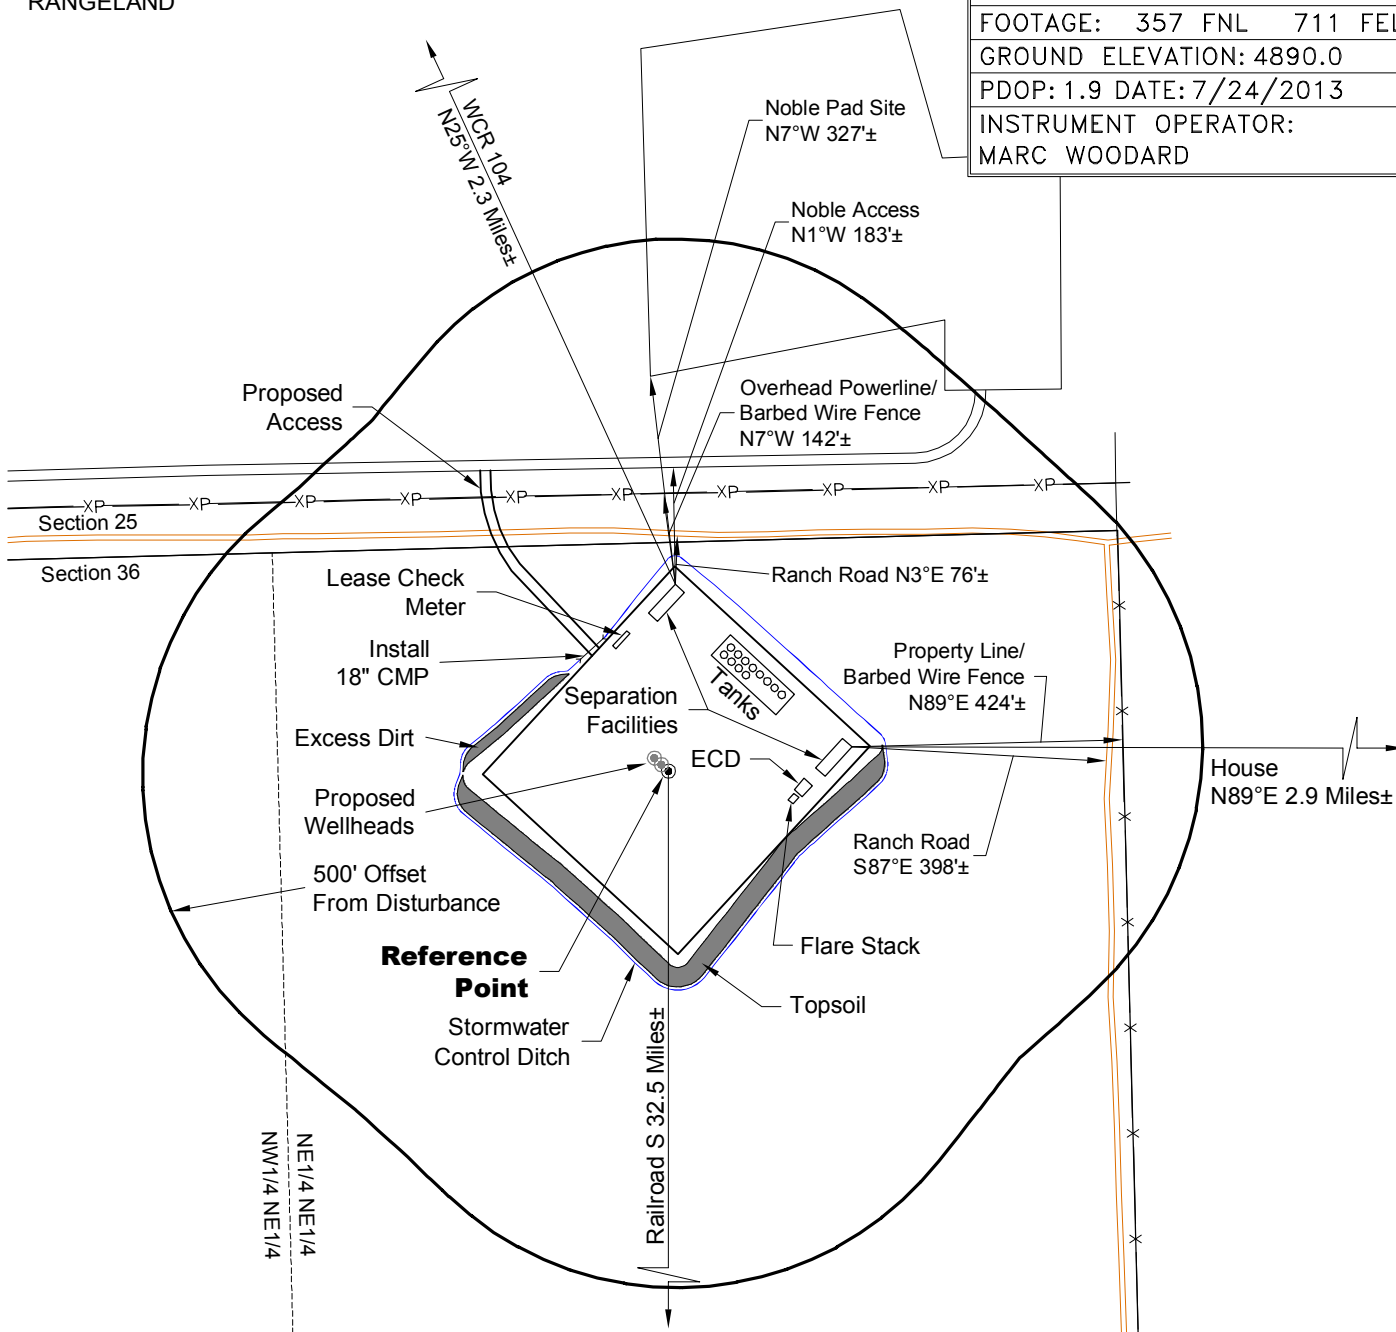 RANGELAND
FOOTAGE: 357 FNL 711 FEL
GROUND ELEVATION: 4890.0
PDOP: 1.9 DATE: 7/24/2013
INSTRUMENT OPERATOR:
MARC WOODARD
WCR 104
N25°W 2.3 Miles±
Noble Pad Site
N7°W 327'±
Noble Access
N1°W 183'±
Overhead Powerline/
Barbed Wire Fence
N7°W 142'±
Proposed
Access
XP XP XP XP XP XP XP XP XP XP
Section 25
Section 36
Lease Check
Meter
Ranch Road N3°E 76'±
Install
18" CMP
Tanks
Property Line/
Barbed Wire Fence
N89°E 424'±
Separation
Facilities
Excess Dirt
ECD
House
N89°E 2.9 Miles±
Proposed
Wellheads
Ranch Road
S87°E 398'±
500' Offset
From Disturbance
Flare Stack
Reference
Point
Topsoil
Stormwater
Control Ditch
Railroad S 32.5 Miles±
NW1/4 NE1/4
NE1/4 NE1/4